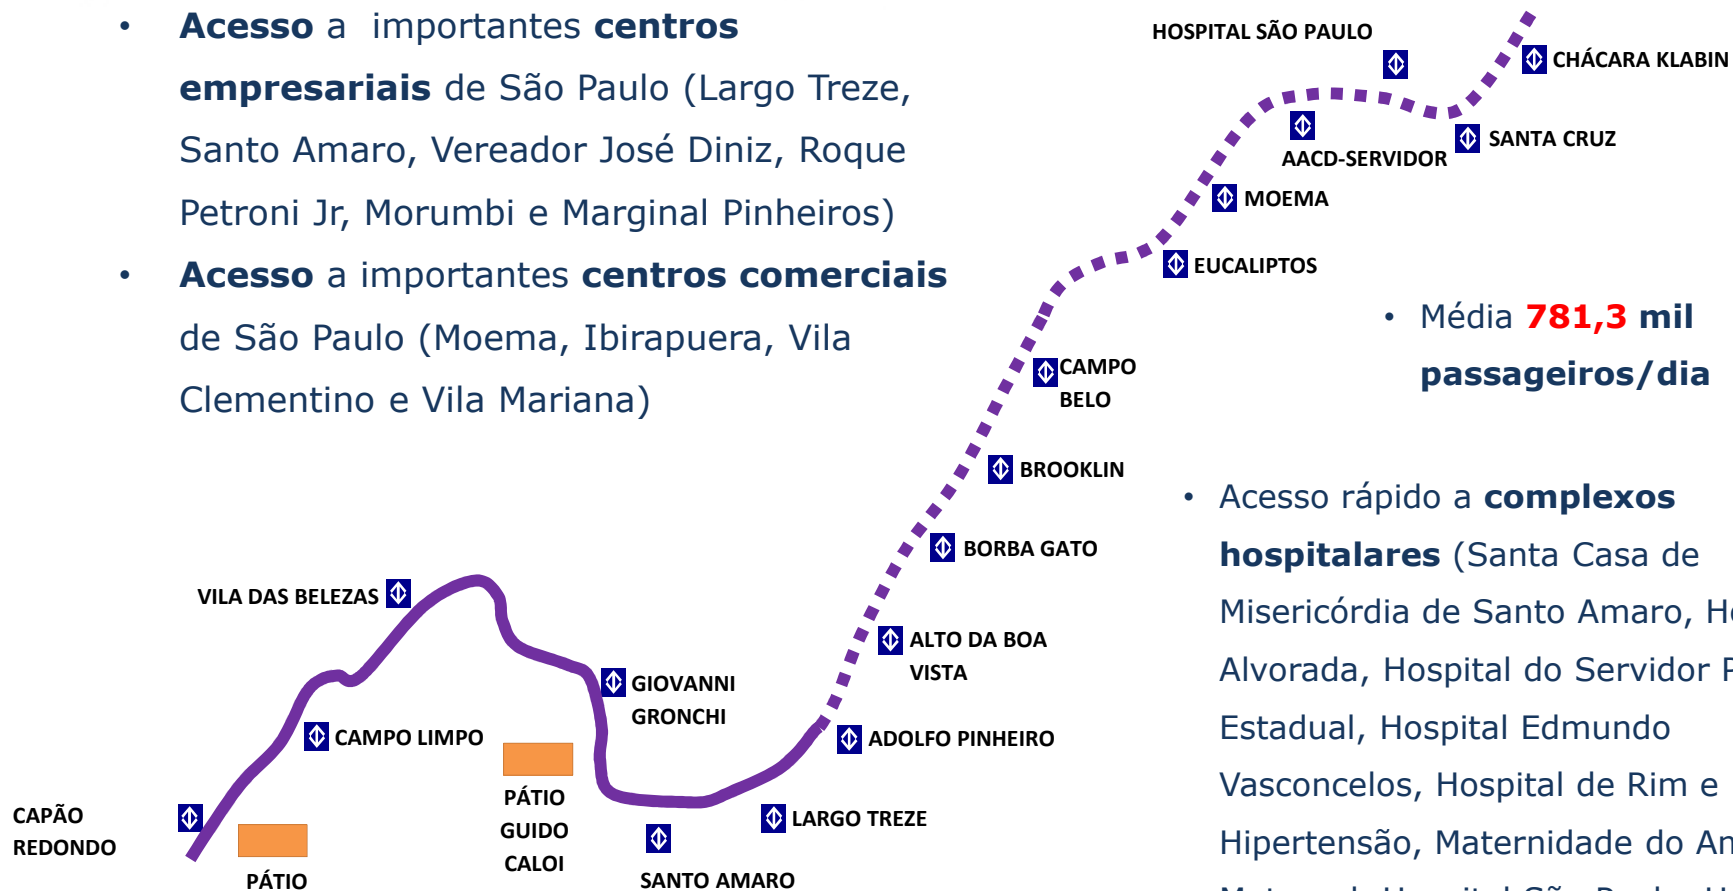 • Acesso a importantes centros
empresariais de São Paulo (Largo Treze,
Santo Amaro, Vereador José Diniz, Roque
Petroni Jr, Morumbi e Marginal Pinheiros)
• Acesso a importantes centros comerciais
de São Paulo (Moema, Ibirapuera, Vila
Clementino e Vila Mariana)
HOSPITAL SÃO PAULO
CHÁCARA KLABIN
SANTA CRUZ
AACD-SERVIDOR
MOEMA
EUCALIPTOS
• Média 781,3 mil
passageiros/dia
CAMPO
BELO
BROOKLIN
BORBA GATO
ALTO DA BOA
VISTA
ADOLFO PINHEIRO
LARGO TREZE
SANTO AMARO
GIOVANNI
GRONCHI
VILA DAS BELEZAS
CAMPO LIMPO
CAPÃO
REDONDO
PÁTIO
PÁTIO
GUIDO
CALOI
• Acesso rápido a complexos
hospitalares (Santa Casa de
Misericórdia de Santo Amaro,
Alvorada, Hospital do Servidor
Estadual, Hospital Edmundo
Vasconcelos, Hospital de Rim e
Hipertensão, Maternidade do